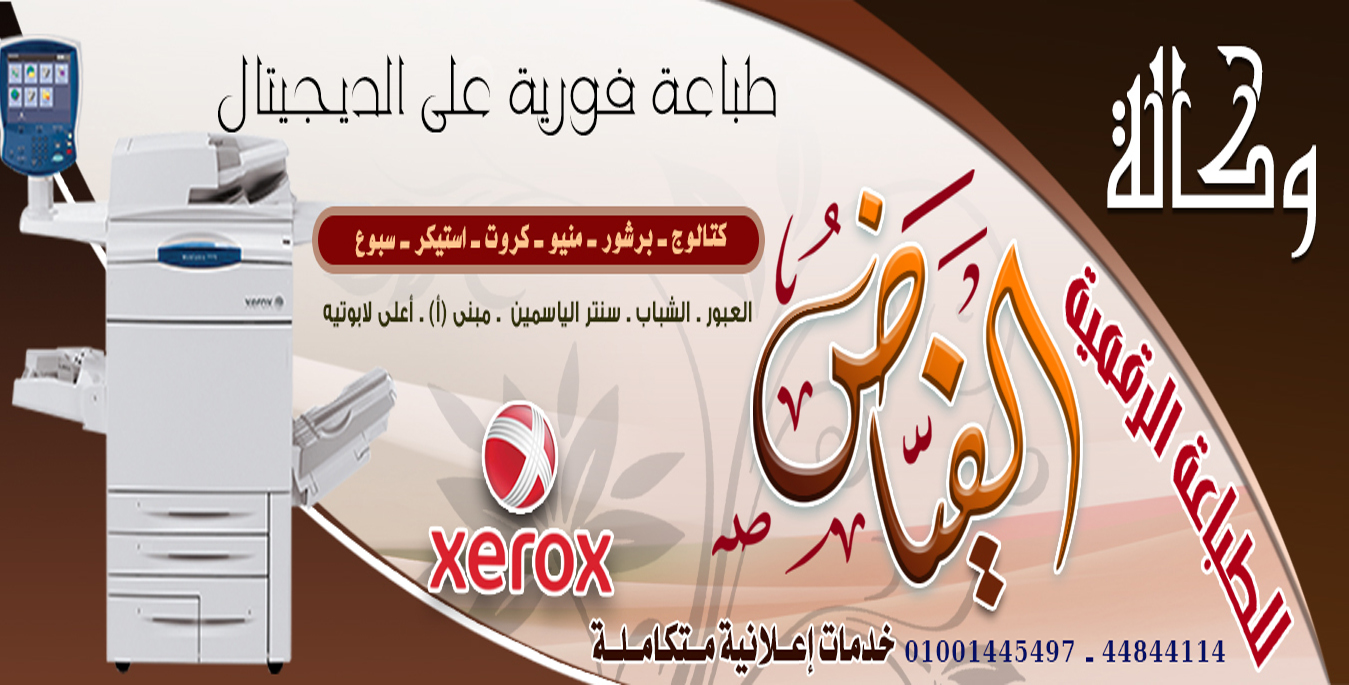 وكالة
الفياض
للطباعة الرقمية
طباعة فورية على الديجيتال
كتالوج - برشور - منيو - كروت - استيكر - سبوع
العبور . الشباب . سنتر الياسمين . مبنى (أ) . أعلى لابوتيه
xerox
xerox
خدمات إعلانية متكاملة
01001445497 - 44844114